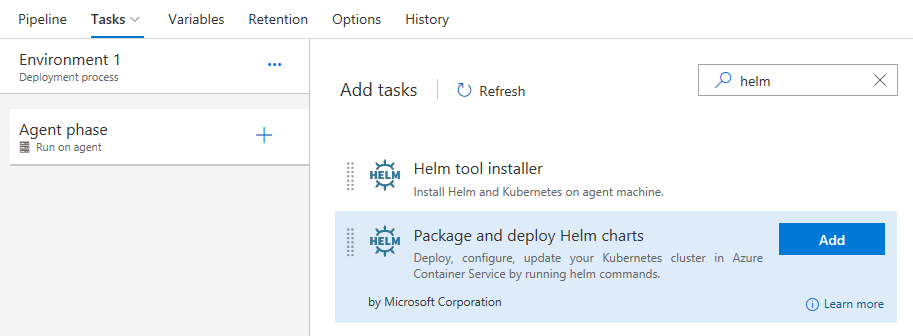 Pipeline Tasks Variables Retention Options History
Environment 1
Deployment process
...
Agent phase
Run on agent
Add tasks
Refresh
helm
HELM
Helm tool installer
Install Helm and Kubernetes on agent machine.
HELM
Package and deploy Helm charts
Deploy, configure, update your Kubernetes cluster in Azure
Container Service by running helm commands.
Add
by Microsoft Corporation
Learn more